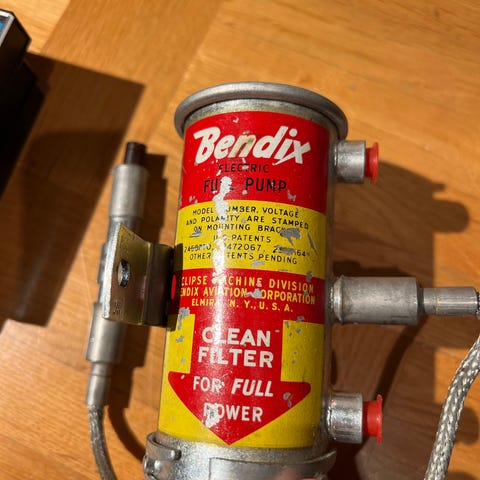 Bendix
ELECTRIC
FUEL PUMP
MODEL NUMBER, VOLTAGE
AND POLARITY ARE STAMPED
ON MOUNTING BRACKET
U.S. PATENTS
OTHER PATENTS PENDING
ECLIPSE MACHINE DIVISION
BENDIX AVIATION CORPORATION
ELMIRA, N.Y., U.S.A.
CLEAN
FILTER
FOR FULL
POWER